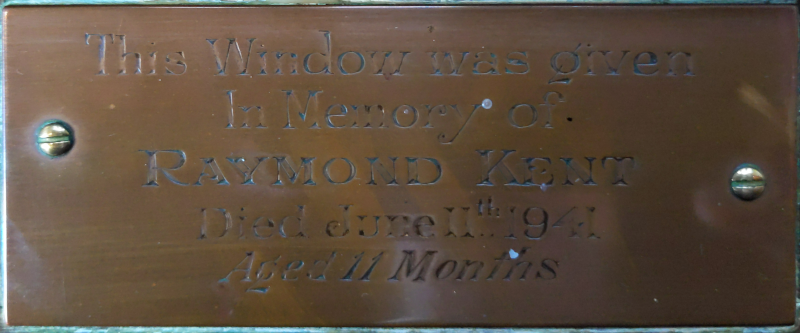 This Window was given
In Memory of
RAYMOND KENT
Died June 11th 1941
Aged 11 Months